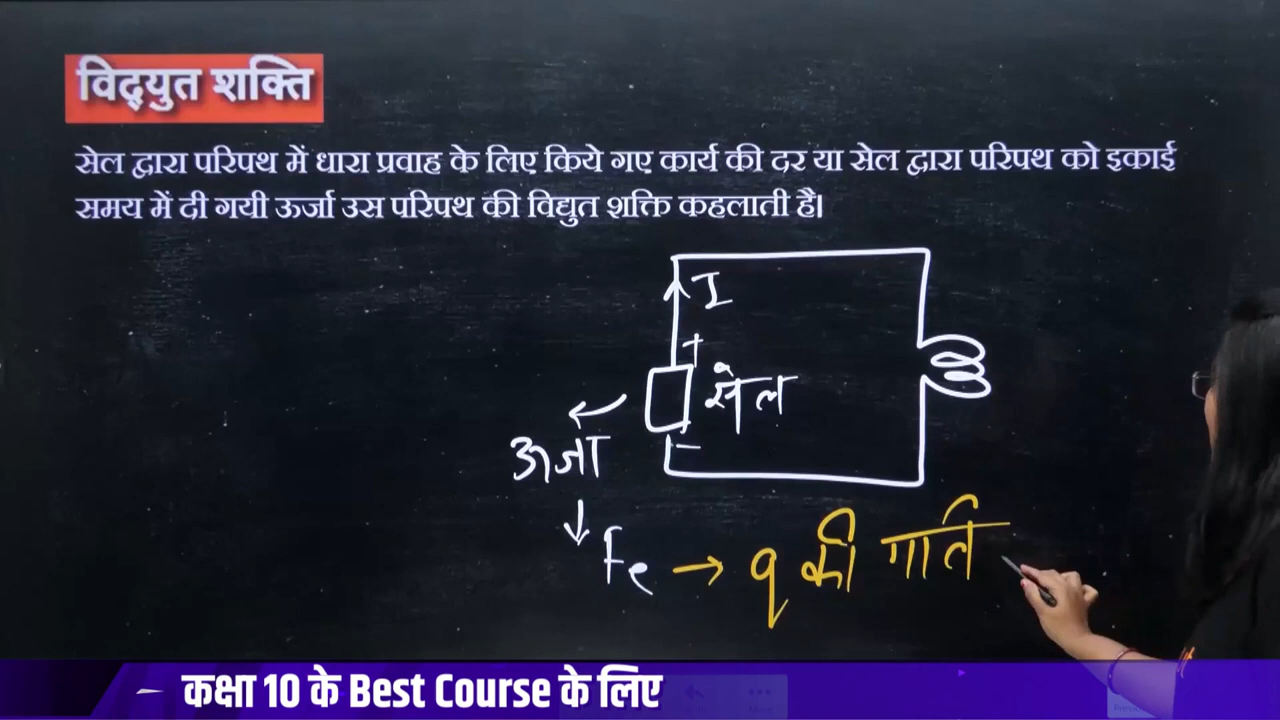 विद्युत शक्ति
सेल द्वारा परिपथ में धारा प्रवाह के लिए किये गए कार्य की दर या सेल द्वारा परिपथ को इकाई
समय में दी गयी ऊर्जा उस परिपथ की विद्युत शक्ति कहलाती है।
I
+
सेल
-
ऊर्जा
Fe → q की गति
कक्षा 10 के Best Course के लिए